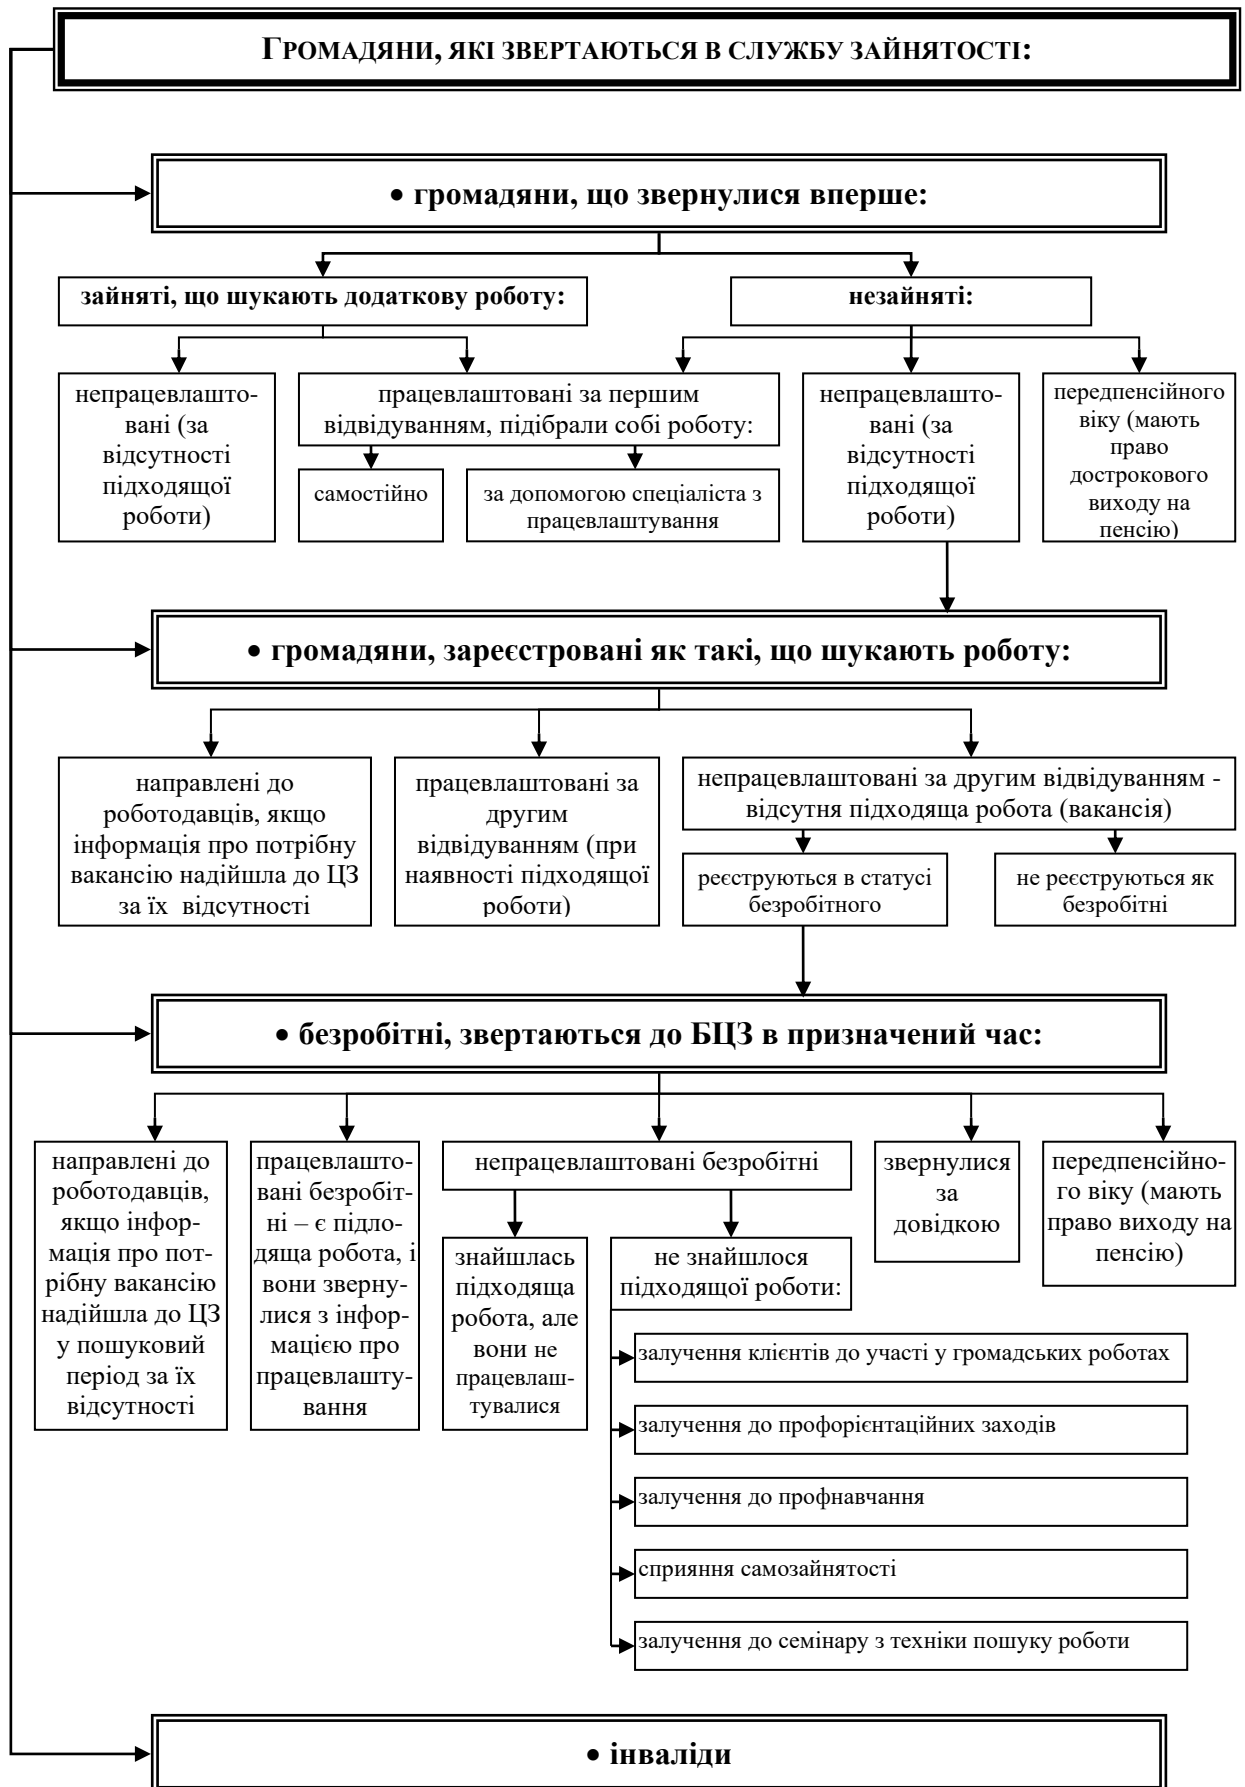 ГРОМАДЯНИ, ЯКІ ЗВЕРТАЮТЬСЯ В СЛУЖБУ ЗАЙНЯТОСТІ:
• громадяни, що звернулися вперше:
зайняті, що шукають додаткову роботу:
незайняті:
непрацевлашто-
вані (за
відсутності
підходящої
роботи)
працевлаштовані за першим
відвідуванням, підібрали собі роботу:
самостійно
за допомогою спеціаліста з
працевлаштування
непрацевлашто-
вані (за
відсутності
підходящої
роботи)
передпенсійного
віку (мають
право
дострокового
виходу на
пенсію)
• громадяни, зареєстровані як такі, що шукають роботу:
направлені до
роботодавців, якщо
інформація про потрібну
вакансію надійшла до ЦЗ
за їх відсутності
працевлаштовані за
другим
відвідуванням (при
наявності підходящої
роботи)
непрацевлаштовані за другим відвідуванням -
відсутня підходяща робота (вакансія)
реєструються в статусі
безробітного
не реєструються як
безробітні
• безробітні, звертаються до БЦЗ в призначений час:
направлені до
роботодавців,
якщо інфор-
мація про пот-
рібну вакансію
надійшла до ЦЗ
у пошуковий
період за їх
відсутності
працевлашто-
вані безробіт-
ні – є підло-
дяща робота, і
вони зверну-
лися з інфор-
мацією про
працевлашту-
вання
непрацевлаштовані безробітні
знайшлась
підходяща
робота, але
вони не
працевлаш-
тувалися
не знайшлося
підходящої роботи:
звернулися
за
довідкою
передпенсійно-
го віку (мають
право виходу на
пенсію)
залучення клієнтів до участі у громадських роботах
залучення до профорієнтаційних заходів
залучення до профнавчання
сприяння самозайнятості
залучення до семінару з техніки пошуку роботи
• інваліди